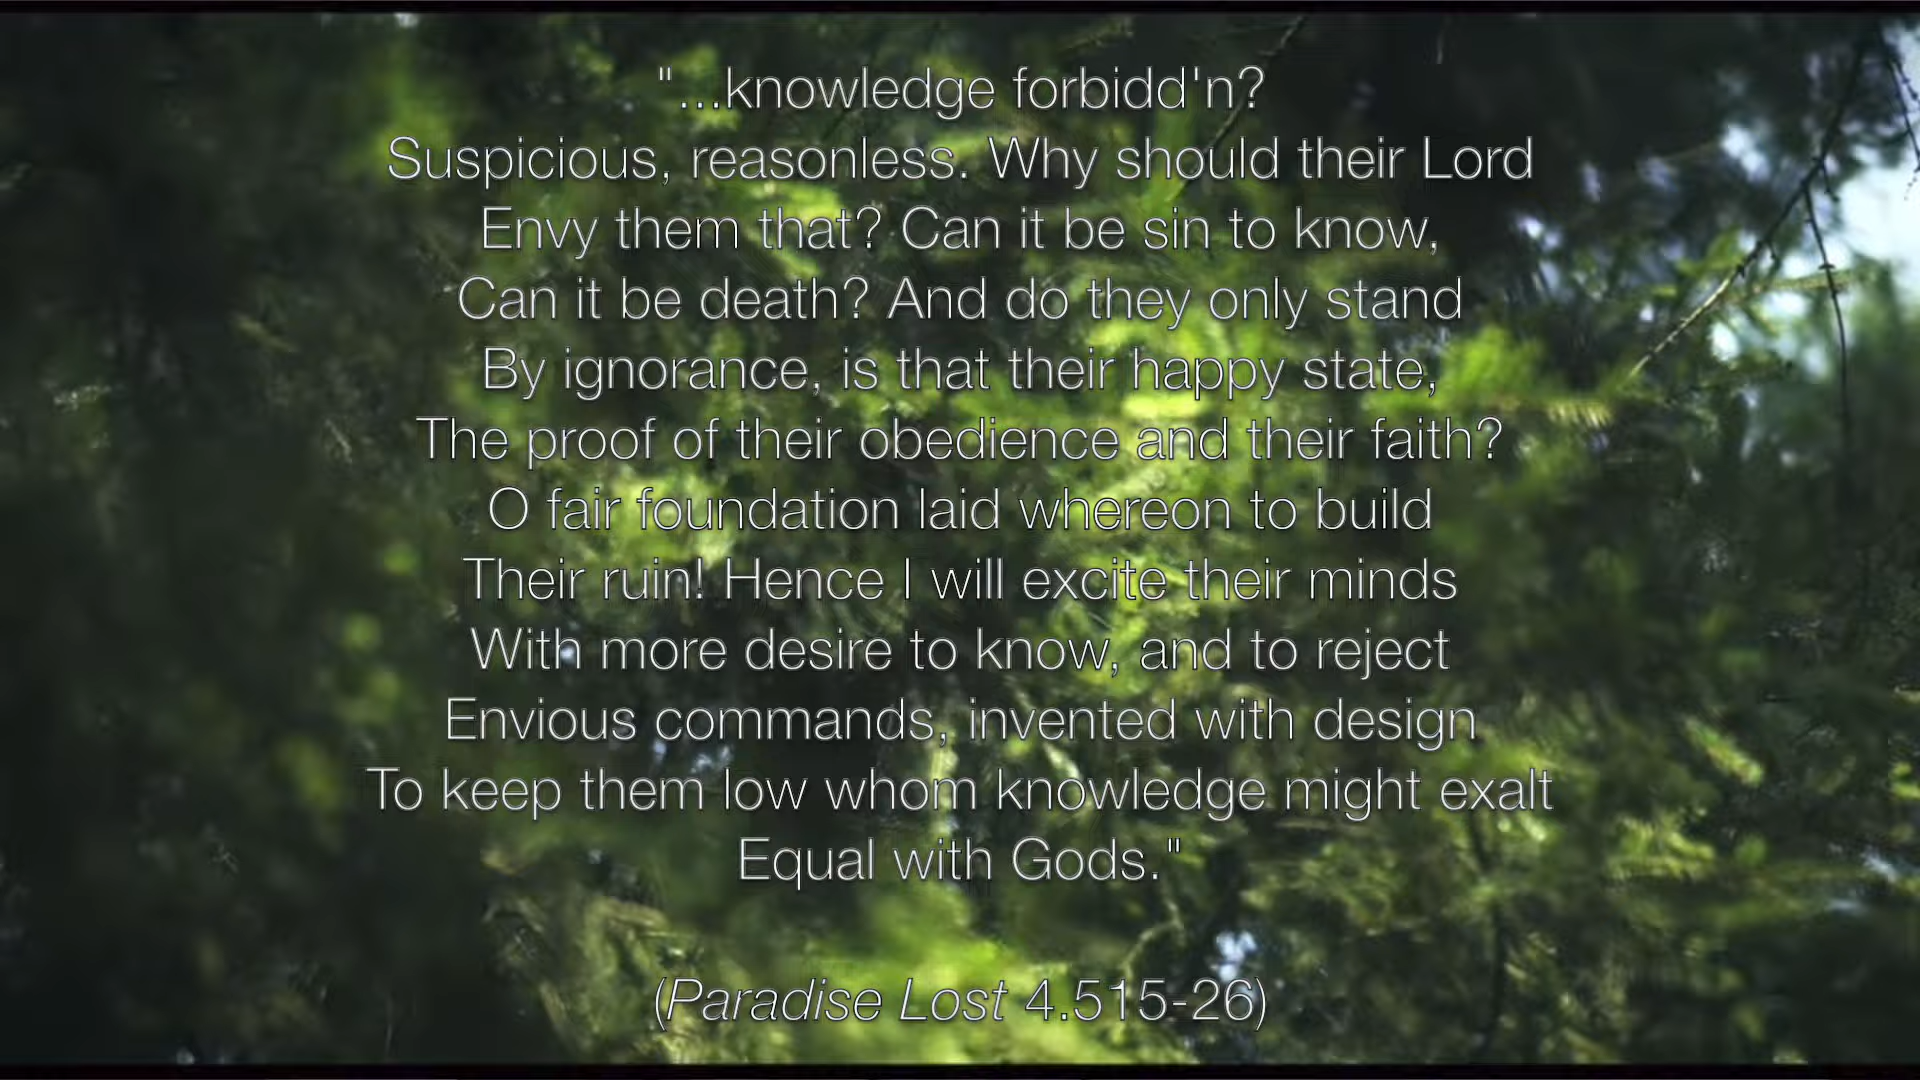 "...knowledge forbidd'n?
Suspicious, reasonless. Why should their Lord
Envy them that? Can it be sin to know,
Can it be death? And do they only stand
By ignorance, is that their happy state,
The proof of their obedience and their faith?
O fair foundation laid whereon to build
Their ruin! Hence I will excite their minds
With more desire to know, and to reject
Envious commands, invented with design
To keep them low whom knowledge might exalt
Equal with Gods."
(Paradise Lost 4.515-26)